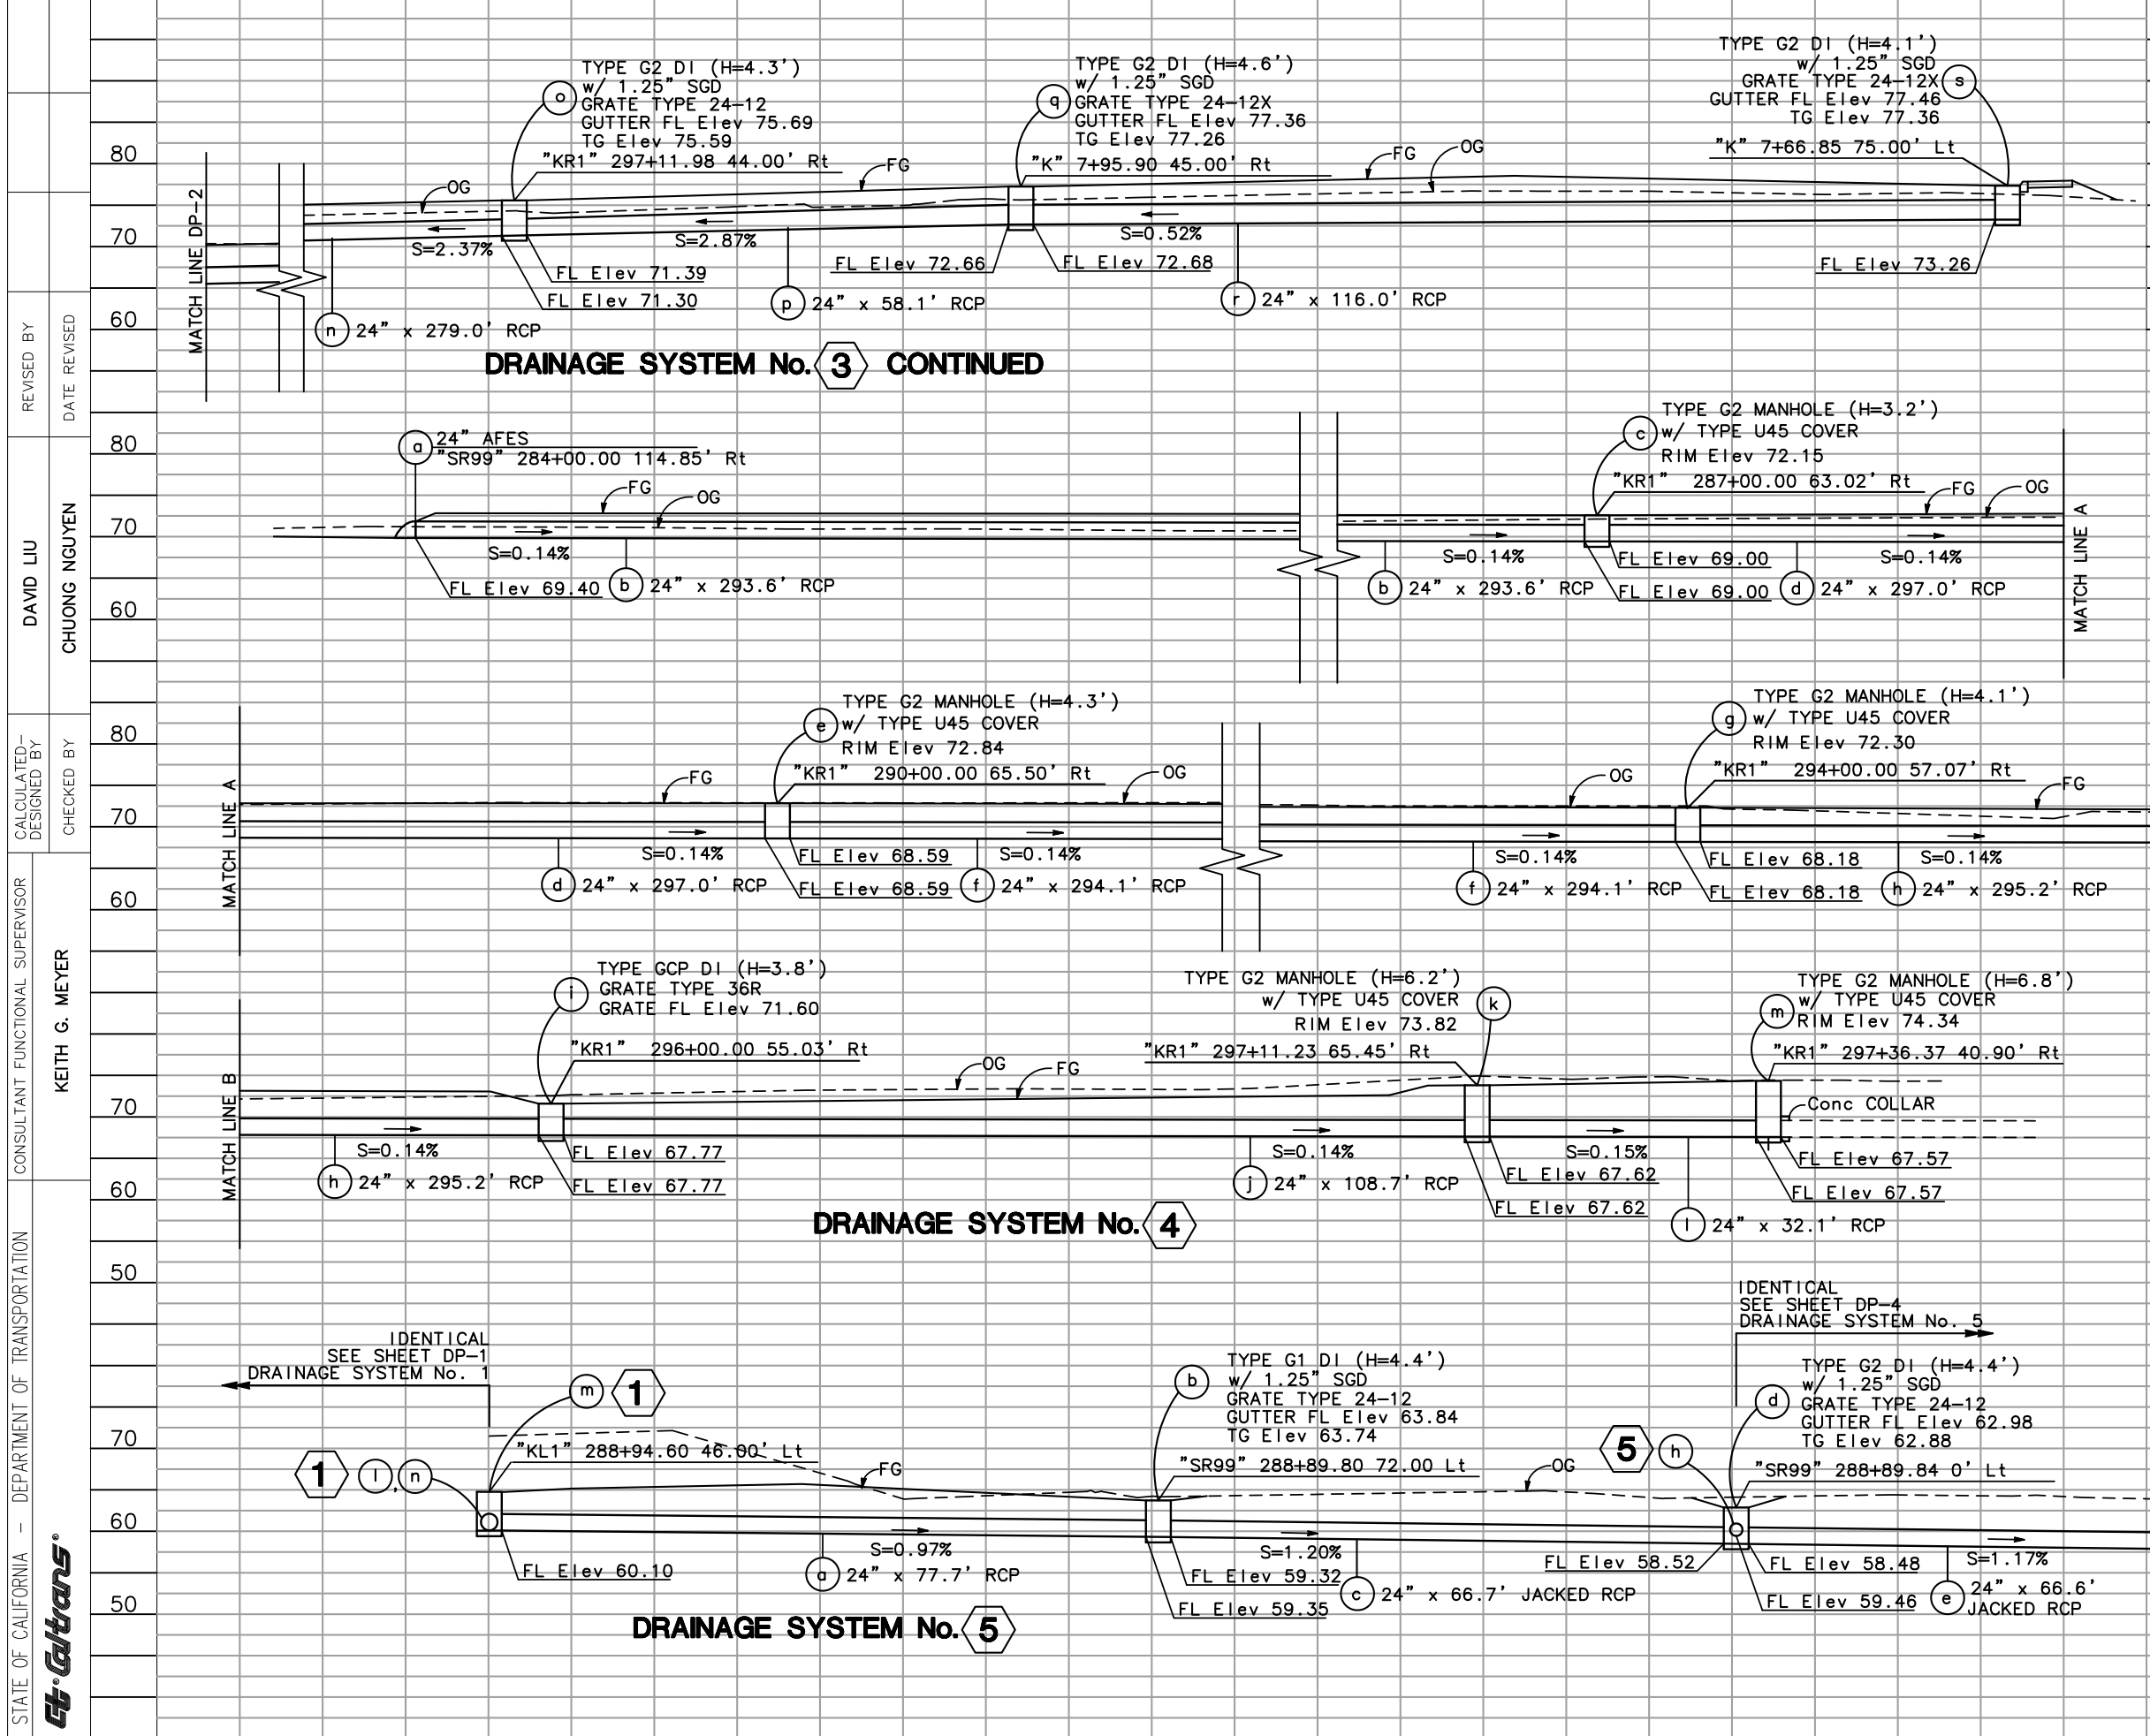 TYPE G2 DI (H=4.3')
w/ 1.25" SGD
GRATE TYPE 24-12
GUTTER FL Elev 75.69
TG Elev 75.59
o
"KR1" 297+11.98 44.00' Rt
TYPE G2 DI (H=4.6')
w/ 1.25" SGD
GRATE TYPE 24-12X
GUTTER FL Elev 77.36
TG Elev 77.26
q
"K" 7+95.90 45.00' Rt
TYPE G2 DI (H=4.1')
w/ 1.25" SGD
GRATE TYPE 24-12X
GUTTER FL Elev 77.46
TG Elev 77.36
s
"K" 7+66.85 75.00' Lt
80
70
60
MATCH LINE DP-2
OG
FG
FG
OG
S=2.37%
S=2.87%
S=0.52%
FL Elev 71.39
FL Elev 71.30
FL Elev 72.66
FL Elev 72.68
FL Elev 73.26
n 24" x 279.0' RCP
p 24" x 58.1' RCP
r 24" x 116.0' RCP
DRAINAGE SYSTEM No. 3 CONTINUED
80
70
60
a 24" AFES
"SR99" 284+00.00 114.85' Rt
FG
OG
S=0.14%
FL Elev 69.40
b 24" x 293.6' RCP
TYPE G2 MANHOLE (H=3.2')
c w/ TYPE U45 COVER
RIM Elev 72.15
"KR1" 287+00.00 63.02' Rt
FG
OG
S=0.14%
S=0.14%
b 24" x 293.6' RCP
FL Elev 69.00
FL Elev 69.00
d 24" x 297.0' RCP
MATCH LINE A
80
70
60
MATCH LINE A
TYPE G2 MANHOLE (H=4.3')
e w/ TYPE U45 COVER
RIM Elev 72.84
"KR1" 290+00.00 65.50' Rt
FG
OG
S=0.14%
d 24" x 297.0' RCP
FL Elev 68.59
FL Elev 68.59
S=0.14%
f 24" x 294.1' RCP
TYPE G2 MANHOLE (H=4.1')
g w/ TYPE U45 COVER
RIM Elev 72.30
"KR1" 294+00.00 57.07' Rt
OG
FG
S=0.14%
f 24" x 294.1' RCP
FL Elev 68.18
FL Elev 68.18
S=0.14%
h 24" x 295.2' RCP
70
60
50
MATCH LINE B
TYPE GCP DI (H=3.8')
i GRATE TYPE 36R
GRATE FL Elev 71.60
"KR1" 296+00.00 55.03' Rt
OG
FG
S=0.14%
h 24" x 295.2' RCP
FL Elev 67.77
FL Elev 67.77
TYPE G2 MANHOLE (H=6.2')
w/ TYPE U45 COVER k
RIM Elev 73.82
"KR1" 297+11.23 65.45' Rt
S=0.14%
j 24" x 108.7' RCP
FL Elev 67.62
FL Elev 67.62
S=0.15%
l 24" x 32.1' RCP
TYPE G2 MANHOLE (H=6.8')
w/ TYPE U45 COVER
m RIM Elev 74.34
"KR1" 297+36.37 40.90' Rt
Conc COLLAR
FL Elev 67.57
FL Elev 67.57
DRAINAGE SYSTEM No. 4
70
60
50
IDENTICAL
SEE SHEET DP-1
DRAINAGE SYSTEM No. 1
m 1
1 l,n
"KL1" 288+94.60 46.00' Lt
FG
FL Elev 60.10
S=0.97%
a 24" x 77.7' RCP
TYPE G1 DI (H=4.4')
b w/ 1.25" SGD
GRATE TYPE 24-12
GUTTER FL Elev 63.84
TG Elev 63.74
"SR99" 288+89.80 72.00 Lt
OG
FL Elev 59.32
FL Elev 59.35
S=1.20%
c 24" x 66.7' JACKED RCP
IDENTICAL
SEE SHEET DP-4
DRAINAGE SYSTEM No. 5
TYPE G2 DI (H=4.4')
w/ 1.25" SGD
d GRATE TYPE 24-12
GUTTER FL Elev 62.98
TG Elev 62.88
5 h
"SR99" 288+89.84 0' Lt
FL Elev 58.52
FL Elev 58.48
FL Elev 59.46
S=1.17%
e 24" x 66.6'
JACKED RCP
DRAINAGE SYSTEM No. 5
REVISED BY
DATE REVISED
DAVID LIU
CHUONG NGUYEN
CALCULATED-
DESIGNED BY
CHECKED BY
CONSULTANT FUNCTIONAL SUPERVISOR
KEITH G. MEYER
STATE OF CALIFORNIA - DEPARTMENT OF TRANSPORTATION
Caltrans